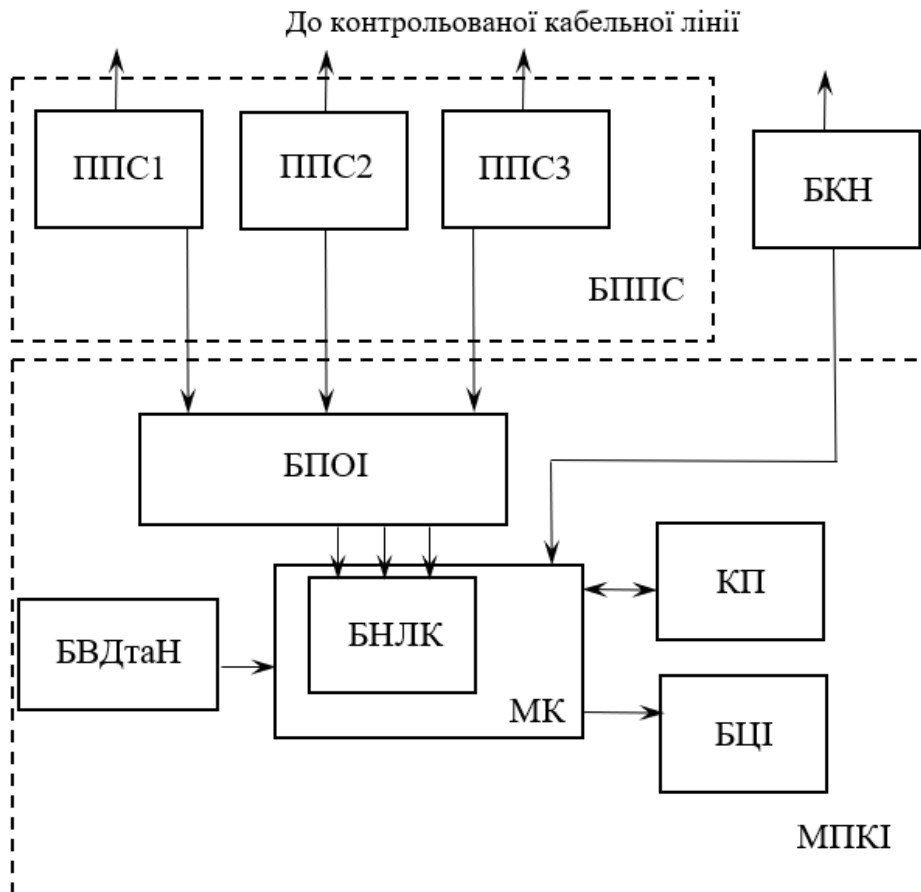 До контрольованої кабельної лінії
ППС1
ППС2
ППС3
БКН
БППС
БПОІ
КП
БНЛК
БВДтаН
МК
БЦІ
МПКІ